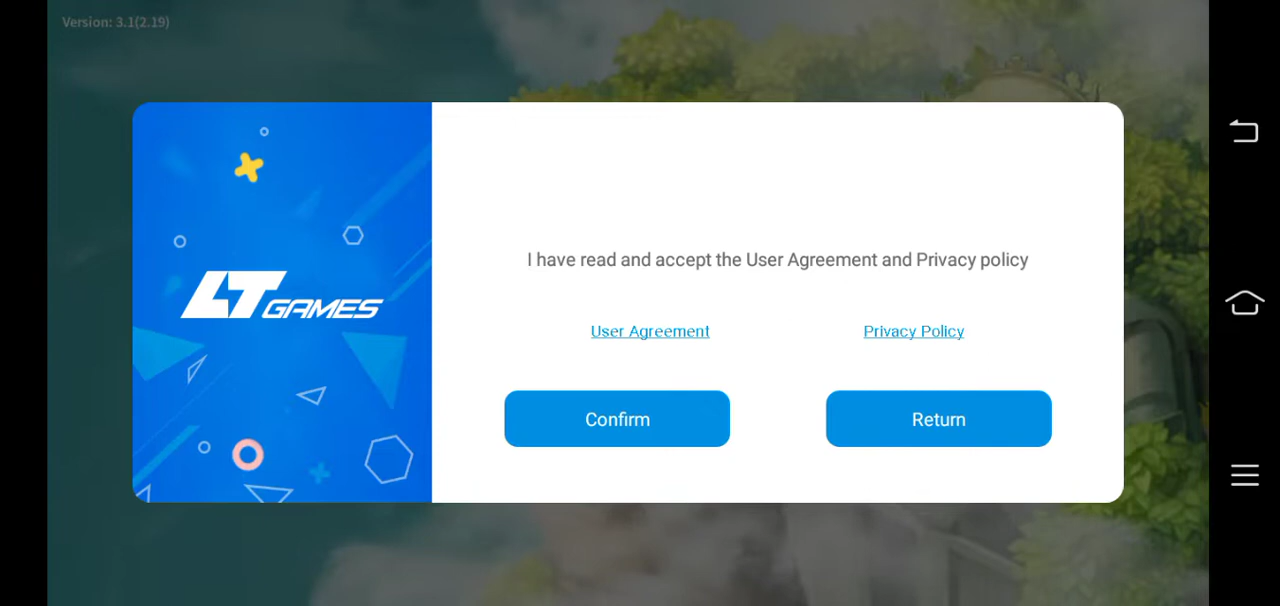 Version: 3.1(2.19)
LT GAMES
I have read and accept the User Agreement and Privacy policy
User Agreement
Privacy Policy
Confirm
Return